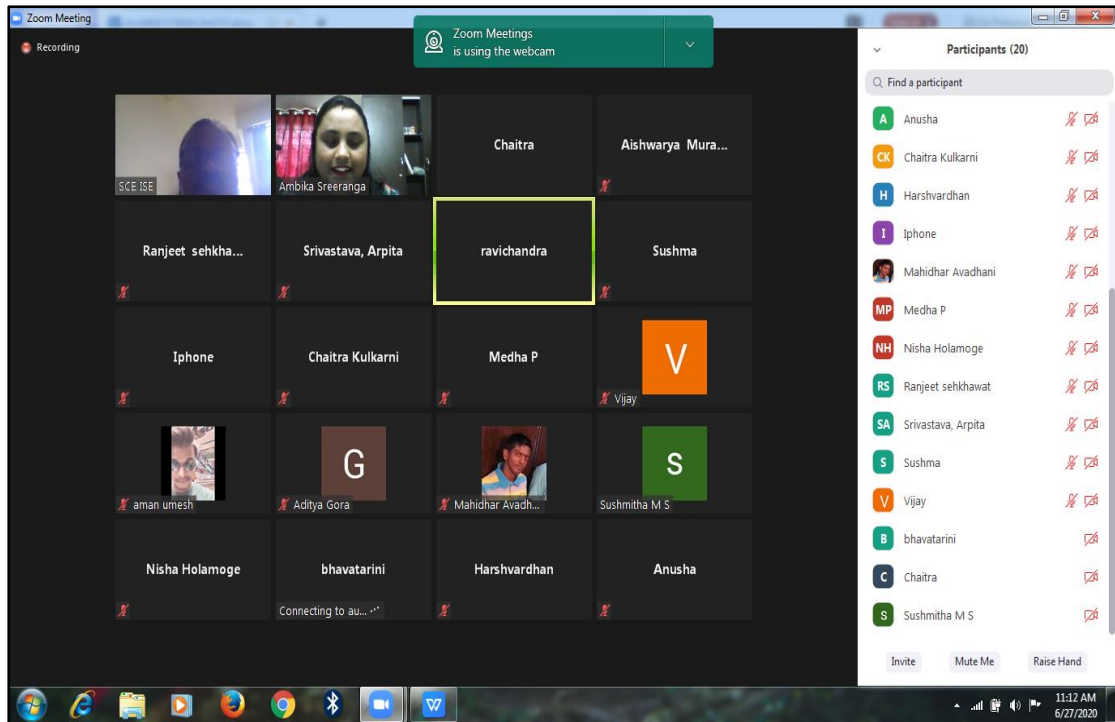 Zoom Meeting
Recording
Zoom Meetings
is using the webcam
SCE ISE
Ambika Sreeranga
Chaitra
Aishwarya Mura...
Ranjeet sehkha...
Srivastava, Arpita
ravichandra
Sushma
Iphone
Chaitra Kulkarni
Medha P
V
Vijay
aman umesh
G
Aditya Gora
Mahidhar Avadh...
S
Sushmitha M S
Nisha Holamoge
bhavatarini
Connecting to au...
Harshvardhan
Anusha
Participants (20)
Find a participant
A Anusha
CK Chaitra Kulkarni
H Harshvardhan
I Iphone
Mahidhar Avadhani
MP Medha P
NH Nisha Holamoge
RS Ranjeet sehkhawat
SA Srivastava, Arpita
S Sushma
V Vijay
B bhavatarini
C Chaitra
S Sushmitha M S
Invite Mute Me Raise Hand
11:12 AM
6/27/2020